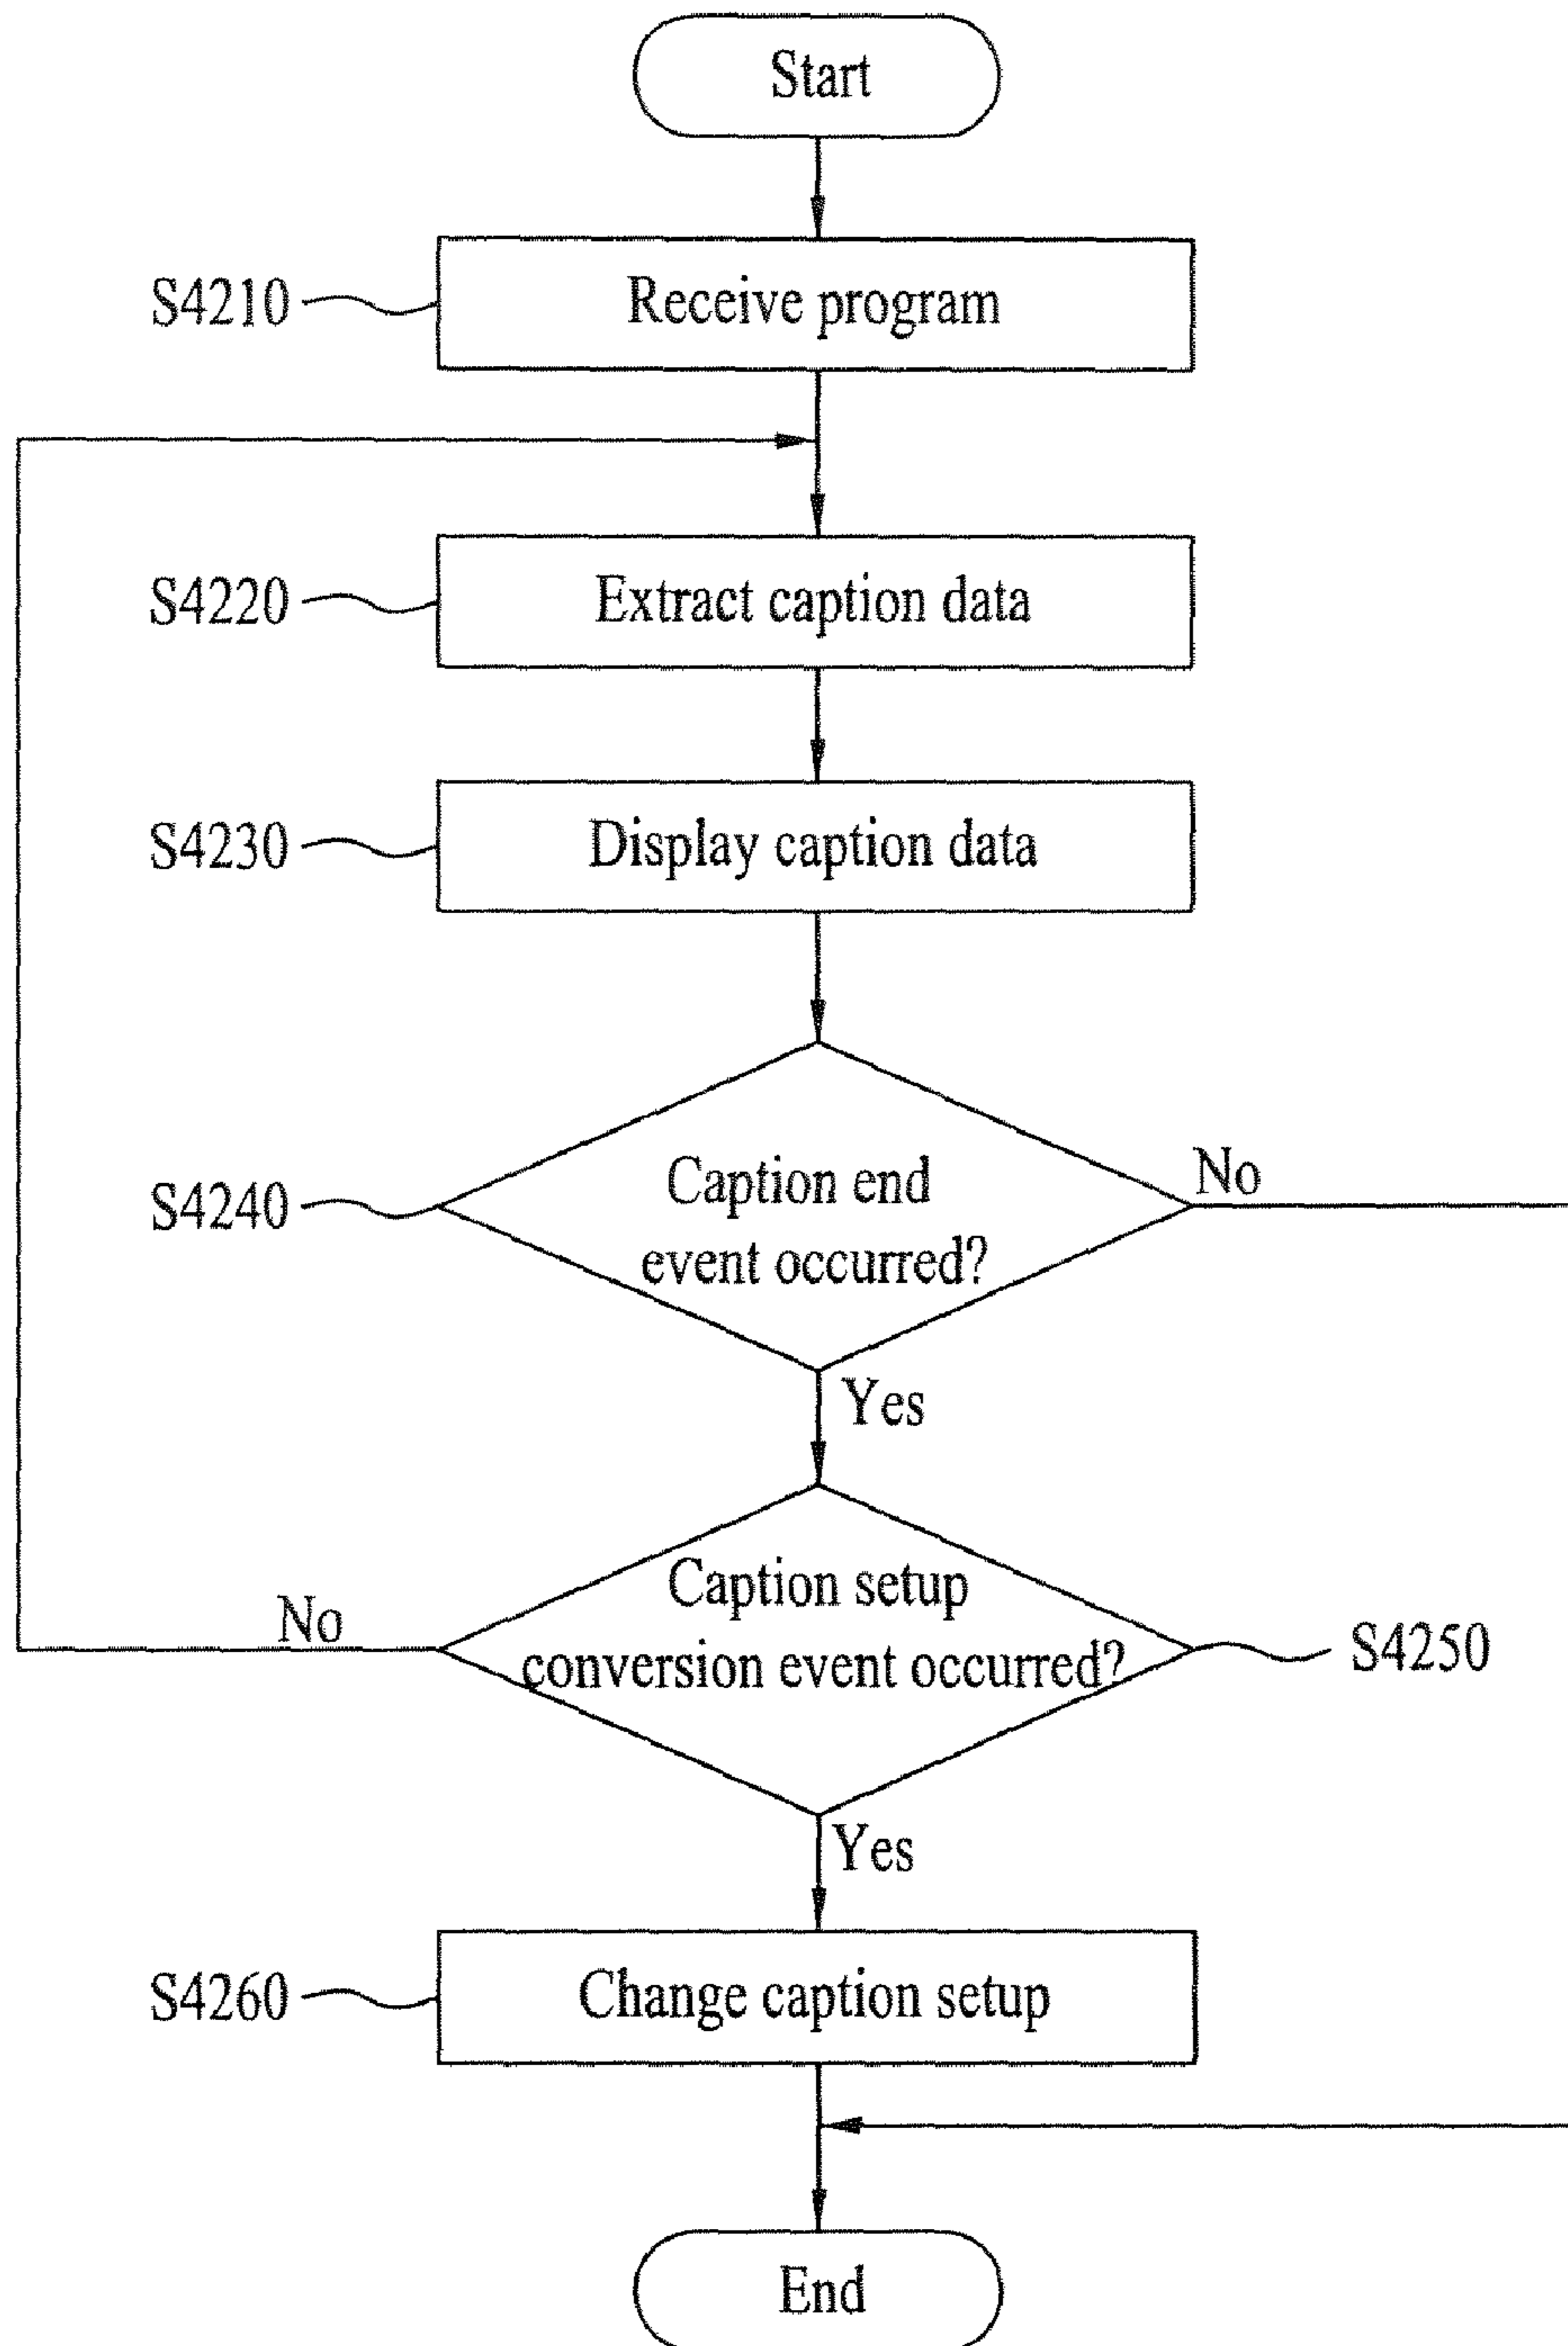 Start
S4210
Receive program
S4220
Extract caption data
S4230
Display caption data
S4240
Caption end
event occurred?
No
Yes
Caption setup
conversion event occurred?
No
S4250
Yes
S4260
Change caption setup
End